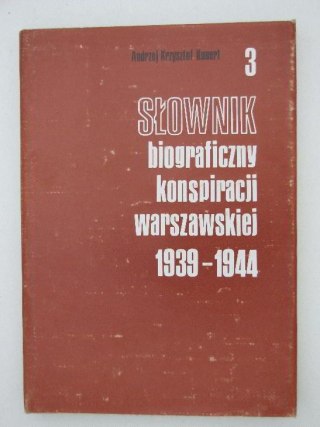 Andrzej Krzysztof Kunert
3
SŁOWNIK
biograficzny
konspiracji
warszawskiej
1939-1944